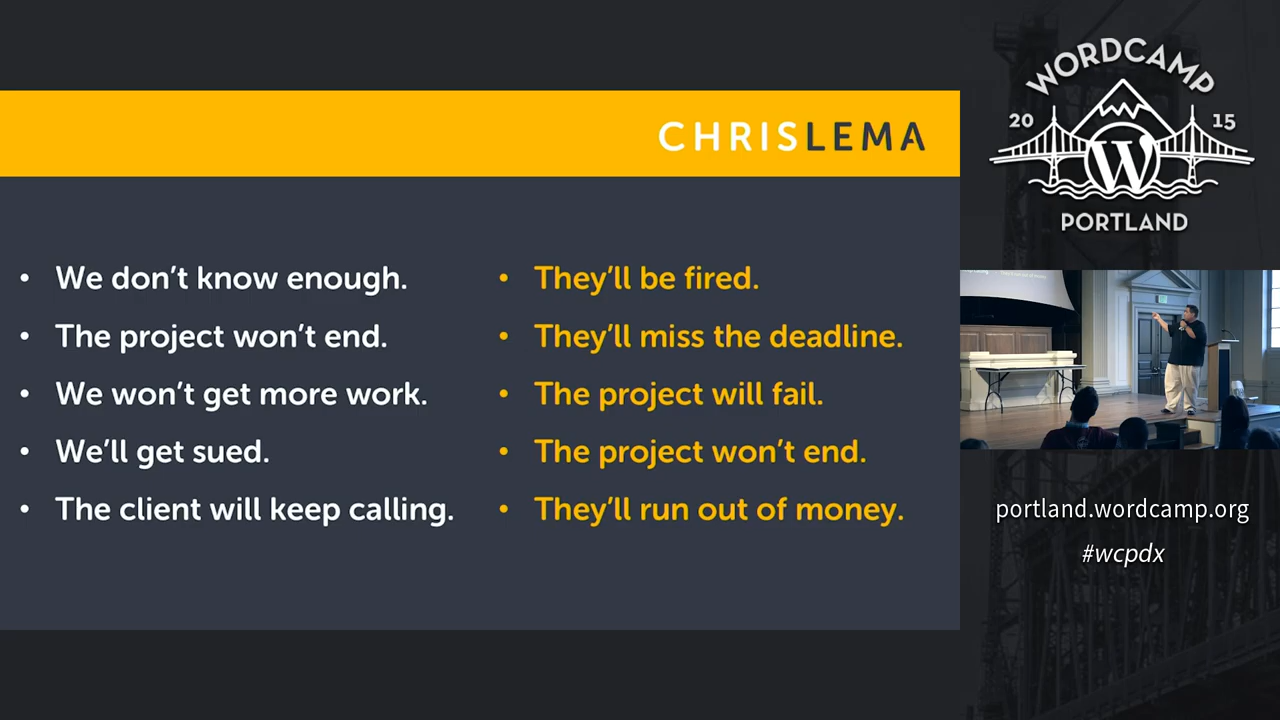 CHRISLEMA
• We don't know enough.
• The project won't end.
• We won't get more work.
• We'll get sued.
• The client will keep calling.
• They'll be fired.
• They'll miss the deadline.
• The project will fail.
• The project won't end.
• They'll run out of money.
WORDCAMP
20 15
W
PORTLAND
portland.wordcamp.org
#wcpdx